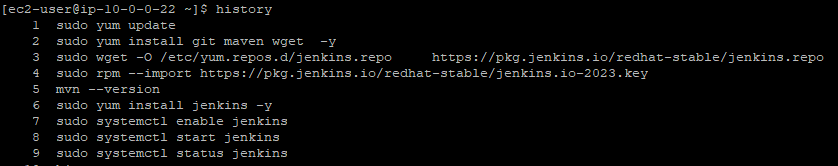 [ec2-user@ip-10-0-0-22 ~]$ history
    1  sudo yum update
    2  sudo yum install git maven wget  -y
    3  sudo wget -O /etc/yum.repos.d/jenkins.repo     https://pkg.jenkins.io/redhat-stable/jenkins.repo
    4  sudo rpm --import https://pkg.jenkins.io/redhat-stable/jenkins.io-2023.key
    5  mvn --version
    6  sudo yum install jenkins -y
    7  sudo systemctl enable jenkins
    8  sudo systemctl start jenkins
    9  sudo systemctl status jenkins